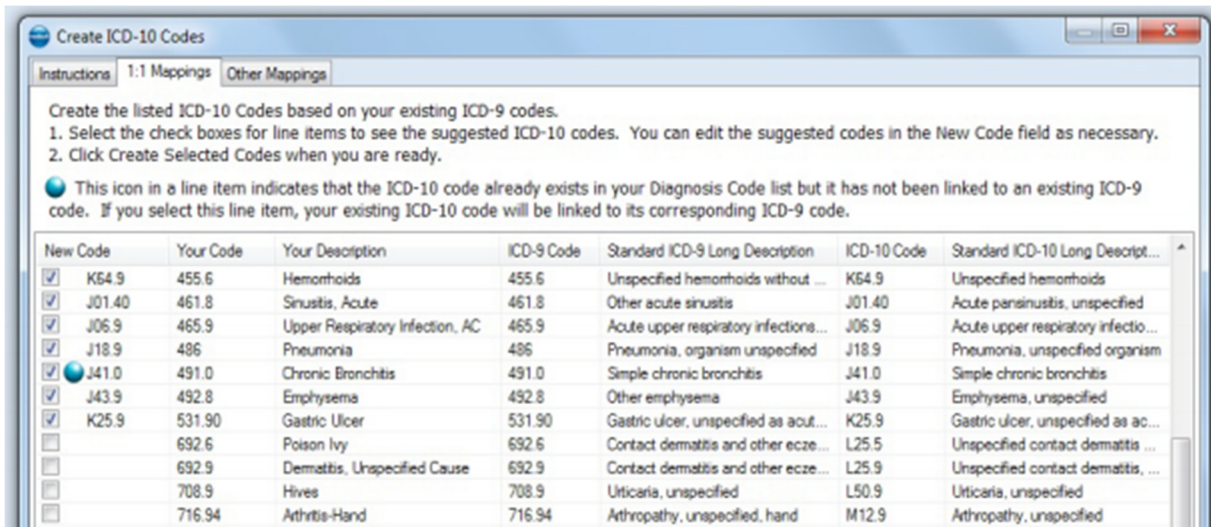 Create ICD-10 Codes
Instructions 1:1 Mappings Other Mappings
Create the listed ICD-10 Codes based on your existing ICD-9 codes.
1. Select the check boxes for line items to see the suggested ICD-10 codes. You can edit the suggested codes in the New Code field as necessary.
2. Click Create Selected Codes when you are ready.
This icon in a line item indicates that the ICD-10 code already exists in your Diagnosis Code list but it has not been linked to an existing ICD-9
code. If you select this line item, your existing ICD-10 code will be linked to its corresponding ICD-9 code.
New Code Your Code Your Description ICD-9 Code Standard ICD-9 Long Description ICD-10 Code Standard ICD-10 Long Descript...
K64.9 455.6 Hemorrhoids 455.6 Unspecified hemorrhoids without ... K64.9 Unspecified hemorrhoids
J01.40 461.8 Sinusitis, Acute 461.8 Other acute sinusitis J01.40 Acute pansinusitis, unspecified
J06.9 465.9 Upper Respiratory Infection, AC 465.9 Acute upper respiratory infections... J06.9 Acute upper respiratory infectio...
J18.9 486 Pneumonia 486 Pneumonia, organism unspecified J18.9 Pneumonia, unspecified organism
J41.0 491.0 Chronic Bronchitis 491.0 Simple chronic bronchitis J41.0 Simple chronic bronchitis
J43.9 492.8 Emphysema 492.8 Other emphysema J43.9 Emphysema, unspecified
K25.9 531.90 Gastric Ulcer 531.90 Gastric ulcer, unspecified as acut... K25.9 Gastric ulcer, unspecified as ac...
692.6 Poison Ivy 692.6 Contact dermatitis and other ecze... L25.5 Unspecified contact dermatitis ...
692.9 Dermatitis, Unspecified Cause 692.9 Contact dermatitis and other ecze... L25.9 Unspecified contact dermatitis, ...
708.9 Hives 708.9 Urticaria, unspecified L50.9 Urticaria, unspecified
716.94 Arthritis-Hand 716.94 Arthropathy, unspecified, hand M12.9 Arthropathy, unspecified